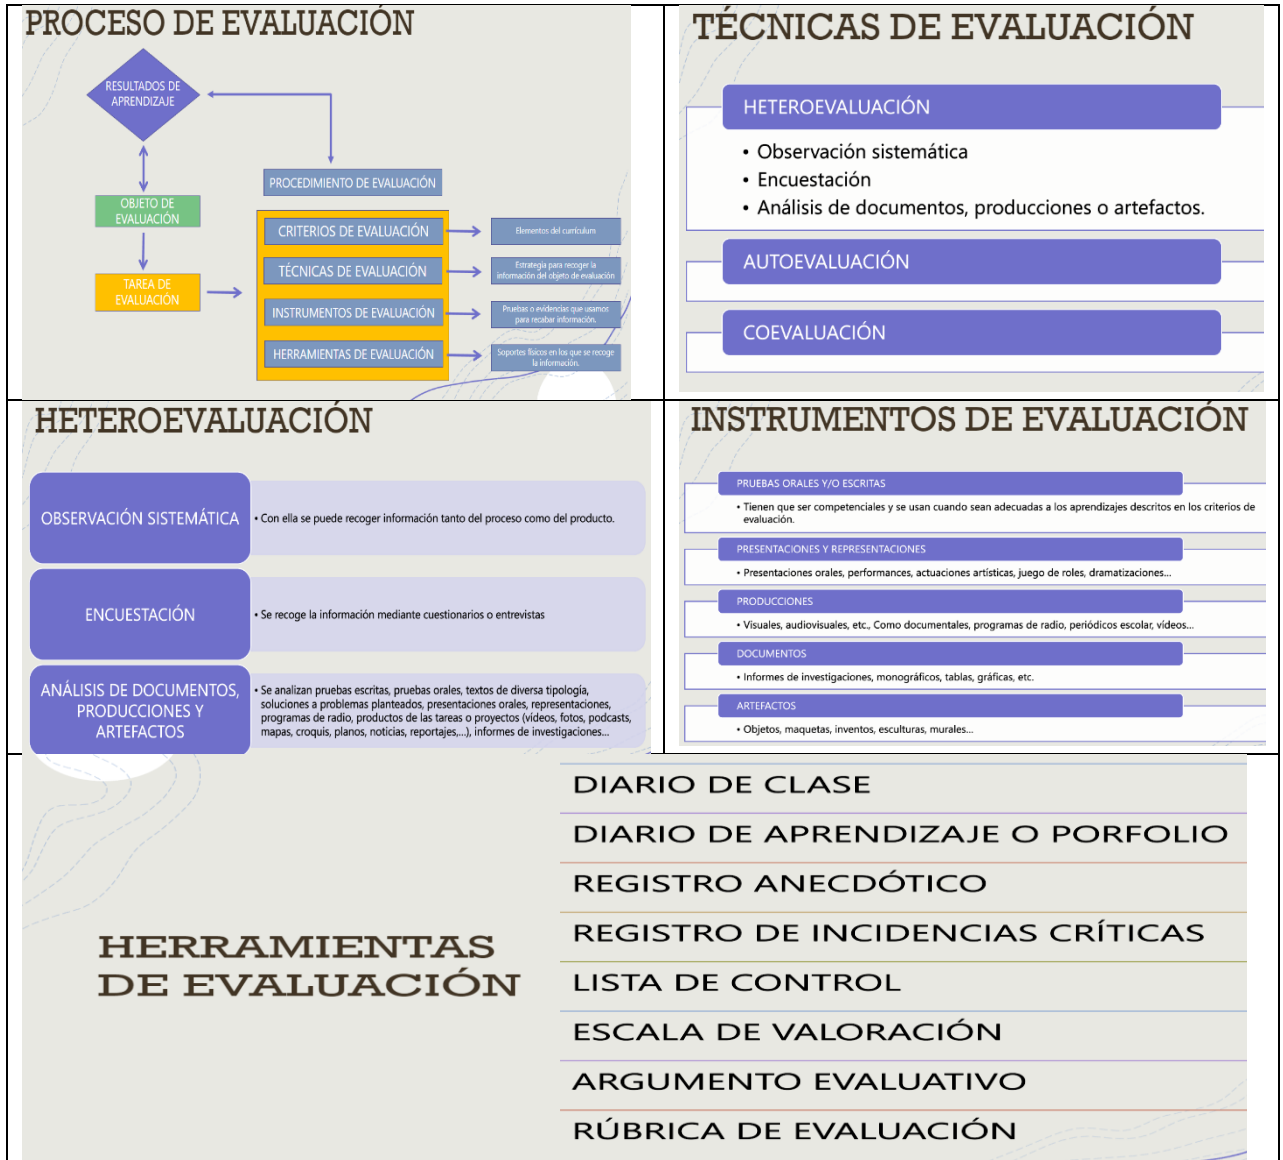 PROCESO DE EVALUACIÓN
RESULTADOS DE
APRENDIZAJE
OBJETO DE
EVALUACIÓN
TAREA DE
EVALUACIÓN
PROCEDIMIENTO DE EVALUACIÓN
CRITERIOS DE EVALUACIÓN
Elementos del currículum
TÉCNICAS DE EVALUACIÓN
Estrategia para recoger la
información del objeto de evaluación
INSTRUMENTOS DE EVALUACIÓN
Pruebas o evidencias que usamos
para recabar información.
HERRAMIENTAS DE EVALUACIÓN
Soportes físicos en los que se recoge
la información.
TÉCNICAS DE EVALUACIÓN
HETEROEVALUACIÓN
• Observación sistemática
• Encuestación
• Análisis de documentos, producciones o artefactos.
AUTOEVALUACIÓN
COEVALUACIÓN
HETEROEVALUACIÓN
OBSERVACIÓN SISTEMÁTICA
• Con ella se puede recoger información tanto del proceso como del producto.
ENCUESTACIÓN
• Se recoge la información mediante cuestionarios o entrevistas
ANÁLISIS DE DOCUMENTOS,
PRODUCCIONES Y
ARTEFACTOS
• Se analizan pruebas escritas, pruebas orales, textos de diversa tipología,
soluciones a problemas planteados, presentaciones orales, representaciones,
programas de radio, productos de las tareas o proyectos (vídeos, fotos, podcasts,
mapas, croquis, planos, noticias, reportajes,...), informes de investigaciones...
INSTRUMENTOS DE EVALUACIÓN
PRUEBAS ORALES Y/O ESCRITAS
• Tienen que ser competenciales y se usan cuando sean adecuadas a los aprendizajes descritos en los criterios de
evaluación.
PRESENTACIONES Y REPRESENTACIONES
• Presentaciones orales, performances, actuaciones artísticas, juego de roles, dramatizaciones...
PRODUCCIONES
• Visuales, audiovisuales, etc., Como documentales, programas de radio, periódicos escolar, vídeos...
DOCUMENTOS
• Informes de investigaciones, monográficos, tablas, gráficas, etc.
ARTEFACTOS
• Objetos, maquetas, inventos, esculturas, murales...
HERRAMIENTAS
DE EVALUACIÓN
DIARIO DE CLASE
DIARIO DE APRENDIZAJE O PORFOLIO
REGISTRO ANECDÓTICO
REGISTRO DE INCIDENCIAS CRÍTICAS
LISTA DE CONTROL
ESCALA DE VALORACIÓN
ARGUMENTO EVALUATIVO
RÚBRICA DE EVALUACIÓN